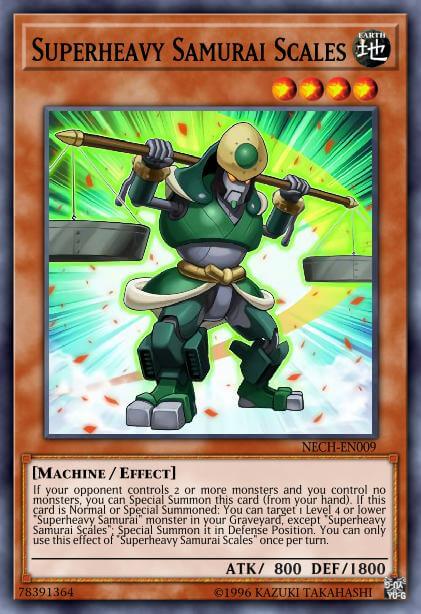 Superheavy Samurai Scales
EARTH
地
NECH-EN009
[Machine / Effect]
If your opponent controls 2 or more monsters and you control no
monsters, you can Special Summon this card (from your hand). If this
card is Normal or Special Summoned: You can target 1 Level 4 or lower
"Superheavy Samurai" monster in your Graveyard, except "Superheavy
Samurai Scales"; Special Summon it in Defense Position. You can only
use this effect of "Superheavy Samurai Scales" once per turn.
ATK/ 800 DEF/1800
78391364
©1996 KAZUKI TAKAHASHI